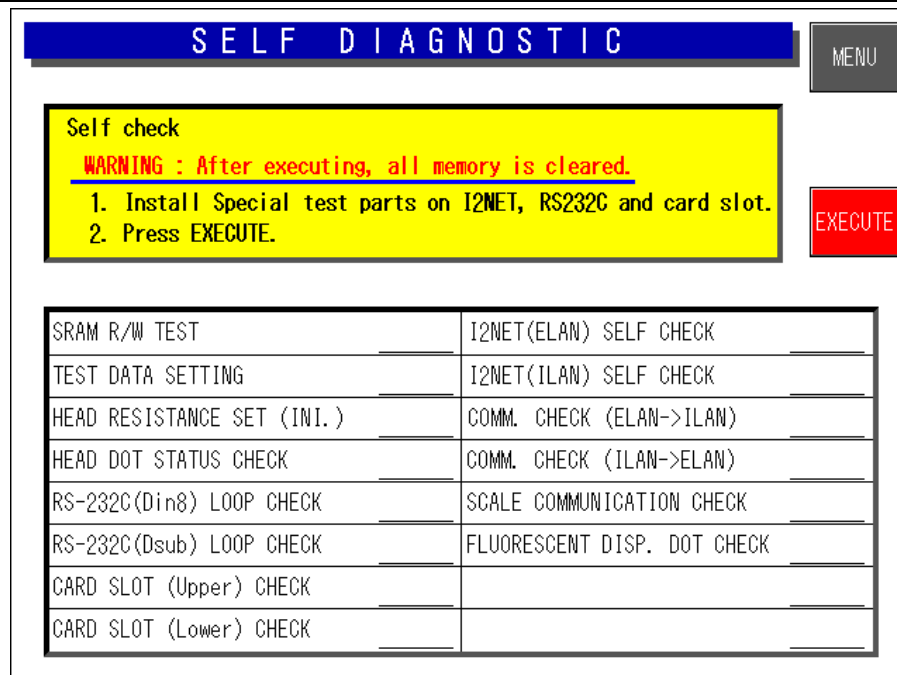 SELF DIAGNOSTIC
MENU
Self check
WARNING : After executing, all memory is cleared.
1. Install Special test parts on I2NET, RS232C and card slot.
2. Press EXECUTE.
EXECUTE
SRAM R/W TEST
TEST DATA SETTING
HEAD RESISTANCE SET (INI.)
HEAD DOT STATUS CHECK
RS-232C(Din8) LOOP CHECK
RS-232C(Dsub) LOOP CHECK
CARD SLOT (Upper) CHECK
CARD SLOT (Lower) CHECK
I2NET(ELAN) SELF CHECK
I2NET(ILAN) SELF CHECK
COMM. CHECK (ELAN->ILAN)
COMM. CHECK (ILAN->ELAN)
SCALE COMMUNICATION CHECK
FLUORESCENT DISP. DOT CHECK